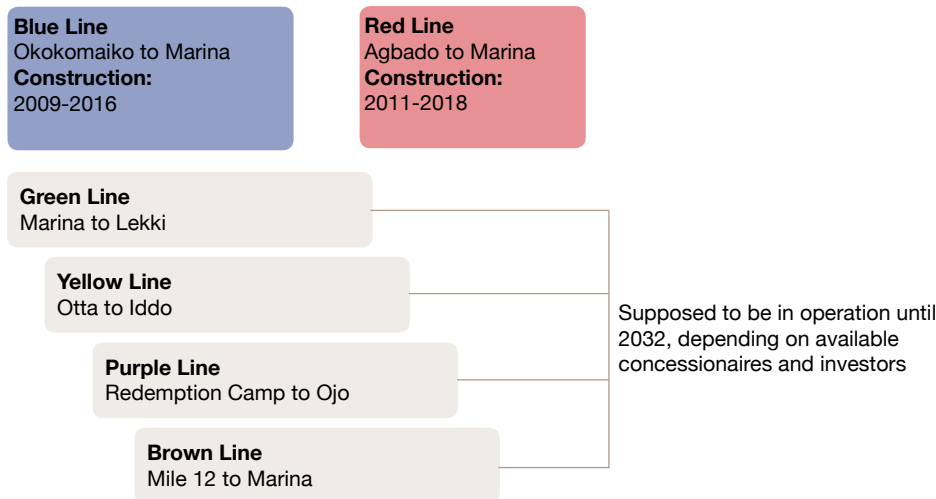 Blue Line
Okokomaiko to Marina
Construction:
2009-2016
Red Line
Agbado to Marina
Construction:
2011-2018
Green Line
Marina to Lekki
Yellow Line
Otta to Iddo
Purple Line
Redemption Camp to Ojo
Brown Line
Mile 12 to Marina
Supposed to be in operation until
2032, depending on available
concessionaires and investors